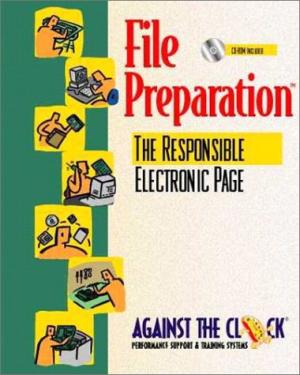 File
CD-ROM INCLUDED
Preparation™
THE RESPONSIBLE
ELECTRONIC PAGE
AGAINST THE CLOCK®
PERFORMANCE SUPPORT & TRAINING SYSTEMS